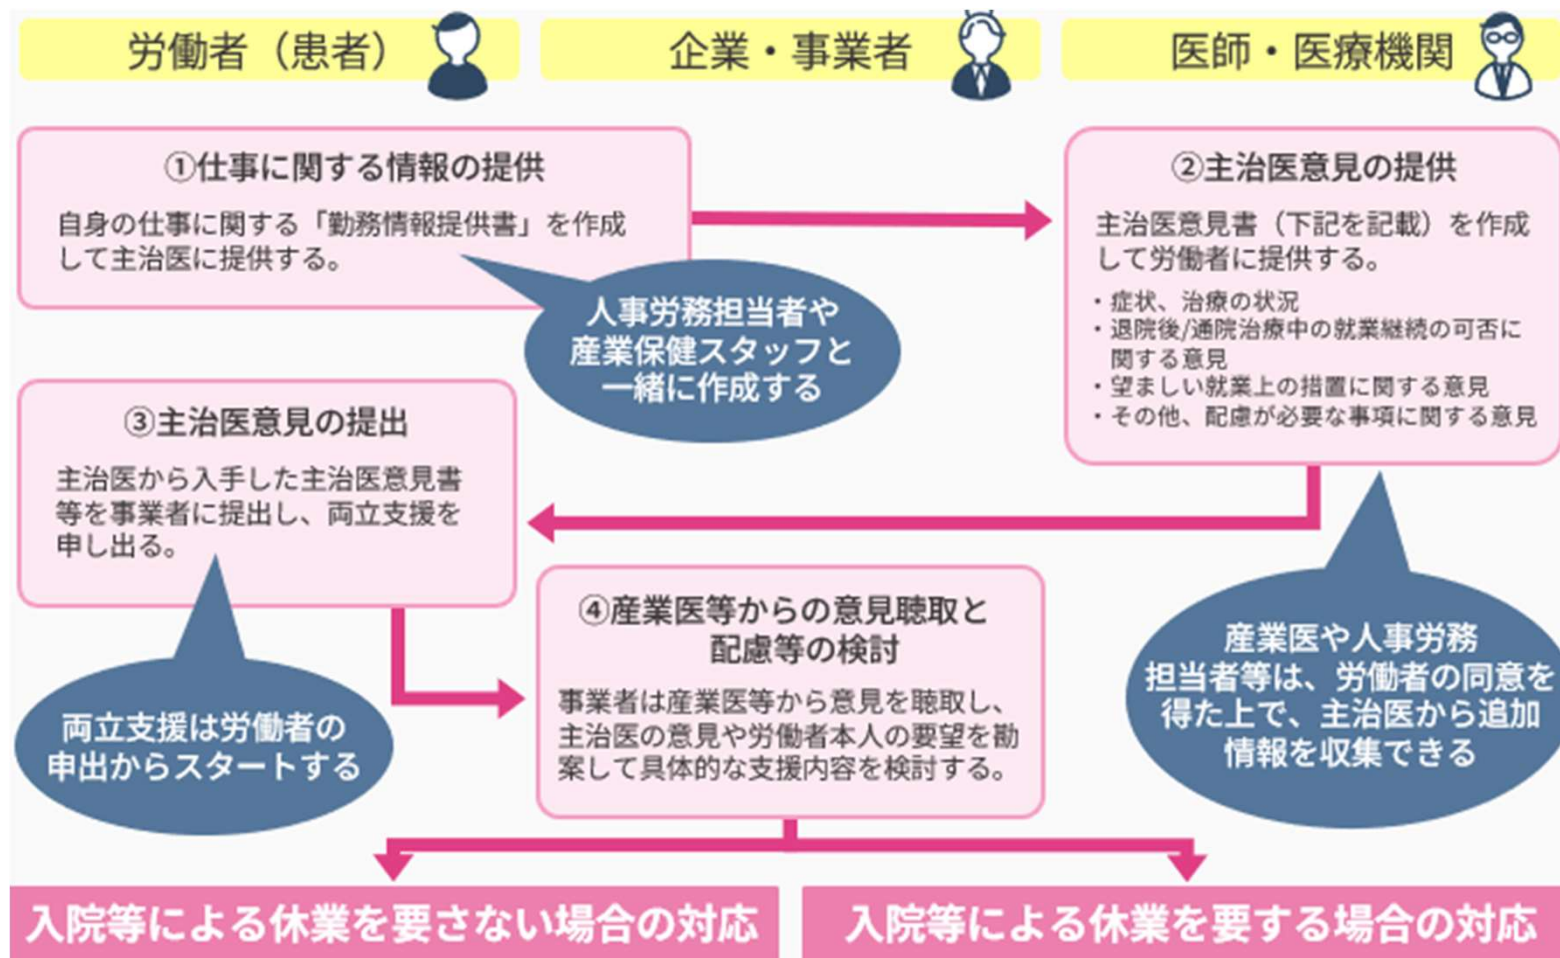 労働者（患者）
企業・事業者
医師・医療機関
①仕事に関する情報の提供
自身の仕事に関する「勤務情報提供書」を作成
して主治医に提供する。
人事労務担当者や
産業保健スタッフと
一緒に作成する
②主治医意見の提供
主治医意見書（下記を記載）を作成
して労働者に提供する。
・症状、治療の状況
・退院後/通院治療中の就業継続の可否に
関する意見
・望ましい就業上の措置に関する意見
・その他、配慮が必要な事項に関する意見
産業医や人事労務
担当者等は、労働者の同意を
得た上で、主治医から追加
情報を収集できる
③主治医意見の提出
主治医から入手した主治医意見書
等を事業者に提出し、両立支援を
申し出る。
両立支援は労働者の
申出からスタートする
④産業医等からの意見聴取と
配慮等の検討
事業者は産業医等から意見を聴取し、
主治医の意見や労働者本人の要望を勘
案して具体的な支援内容を検討する。
入院等による休業を要さない場合の対応
入院等による休業を要する場合の対応